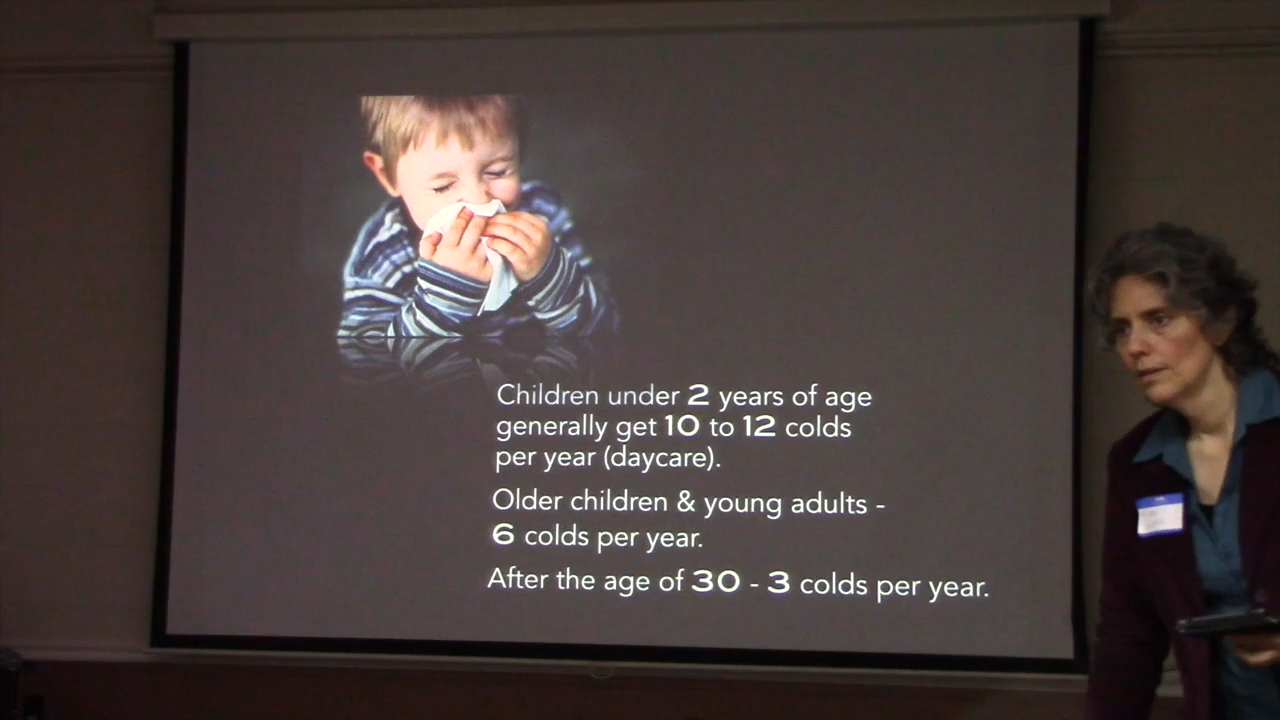 Children under 2 years of age
generally get 10 to 12 colds
per year (daycare).
Older children & young adults -
6 colds per year.
After the age of 30 - 3 colds per year.